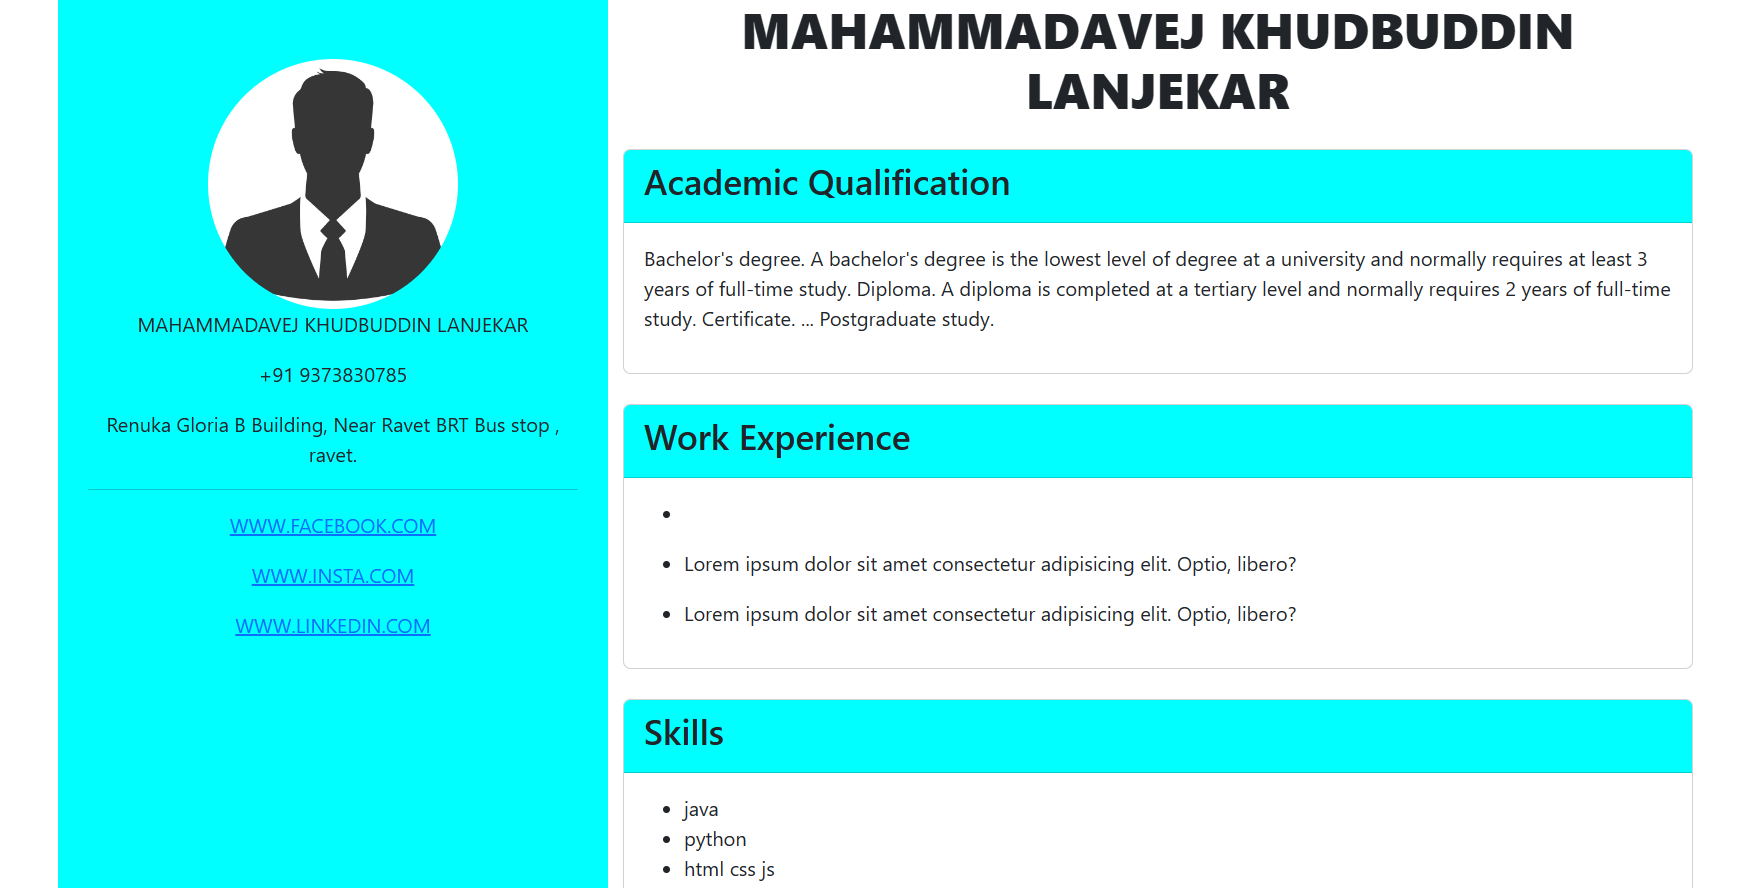 MAHAMMADAVEJ KHUDBUDDIN LANJEKAR
+91 9373830785
Renuka Gloria B Building, Near Ravet BRT Bus stop ,
ravet.
WWW.FACEBOOK.COM
WWW.INSTA.COM
WWW.LINKEDIN.COM
MAHAMMADAVEJ KHUDBUDDIN
LANJEKAR
Academic Qualification
Bachelor's degree. A bachelor's degree is the lowest level of degree at a university and normally requires at least 3
years of full-time study. Diploma. A diploma is completed at a tertiary level and normally requires 2 years of full-time
study. Certificate. ... Postgraduate study.
Work Experience
•
• Lorem ipsum dolor sit amet consectetur adipisicing elit. Optio, libero?
• Lorem ipsum dolor sit amet consectetur adipisicing elit. Optio, libero?
Skills
• java
• python
• html css js